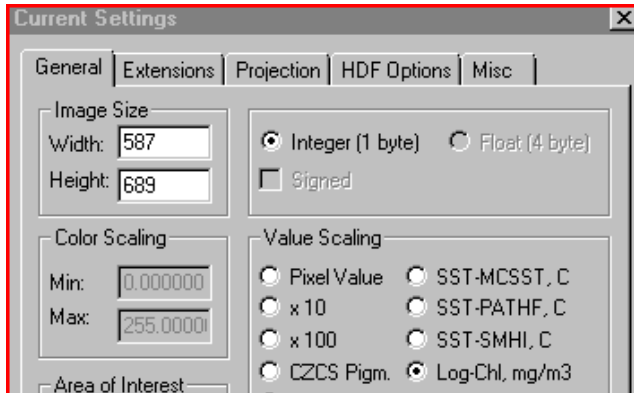 Current Settings
General Extensions Projection HDF Options Misc
Image Size
Width: 587
Height: 689
Integer (1 byte) Float (4 byte)
Signed
Color Scaling
Min: 0.000000
Max: 255.0000
Value Scaling
Pixel Value SST-MCSST, C
x 10 SST-PATHF, C
x 100 SST-SMHI, C
CZCS Pigm. Log-Chl, mg/m3
Area of Interest